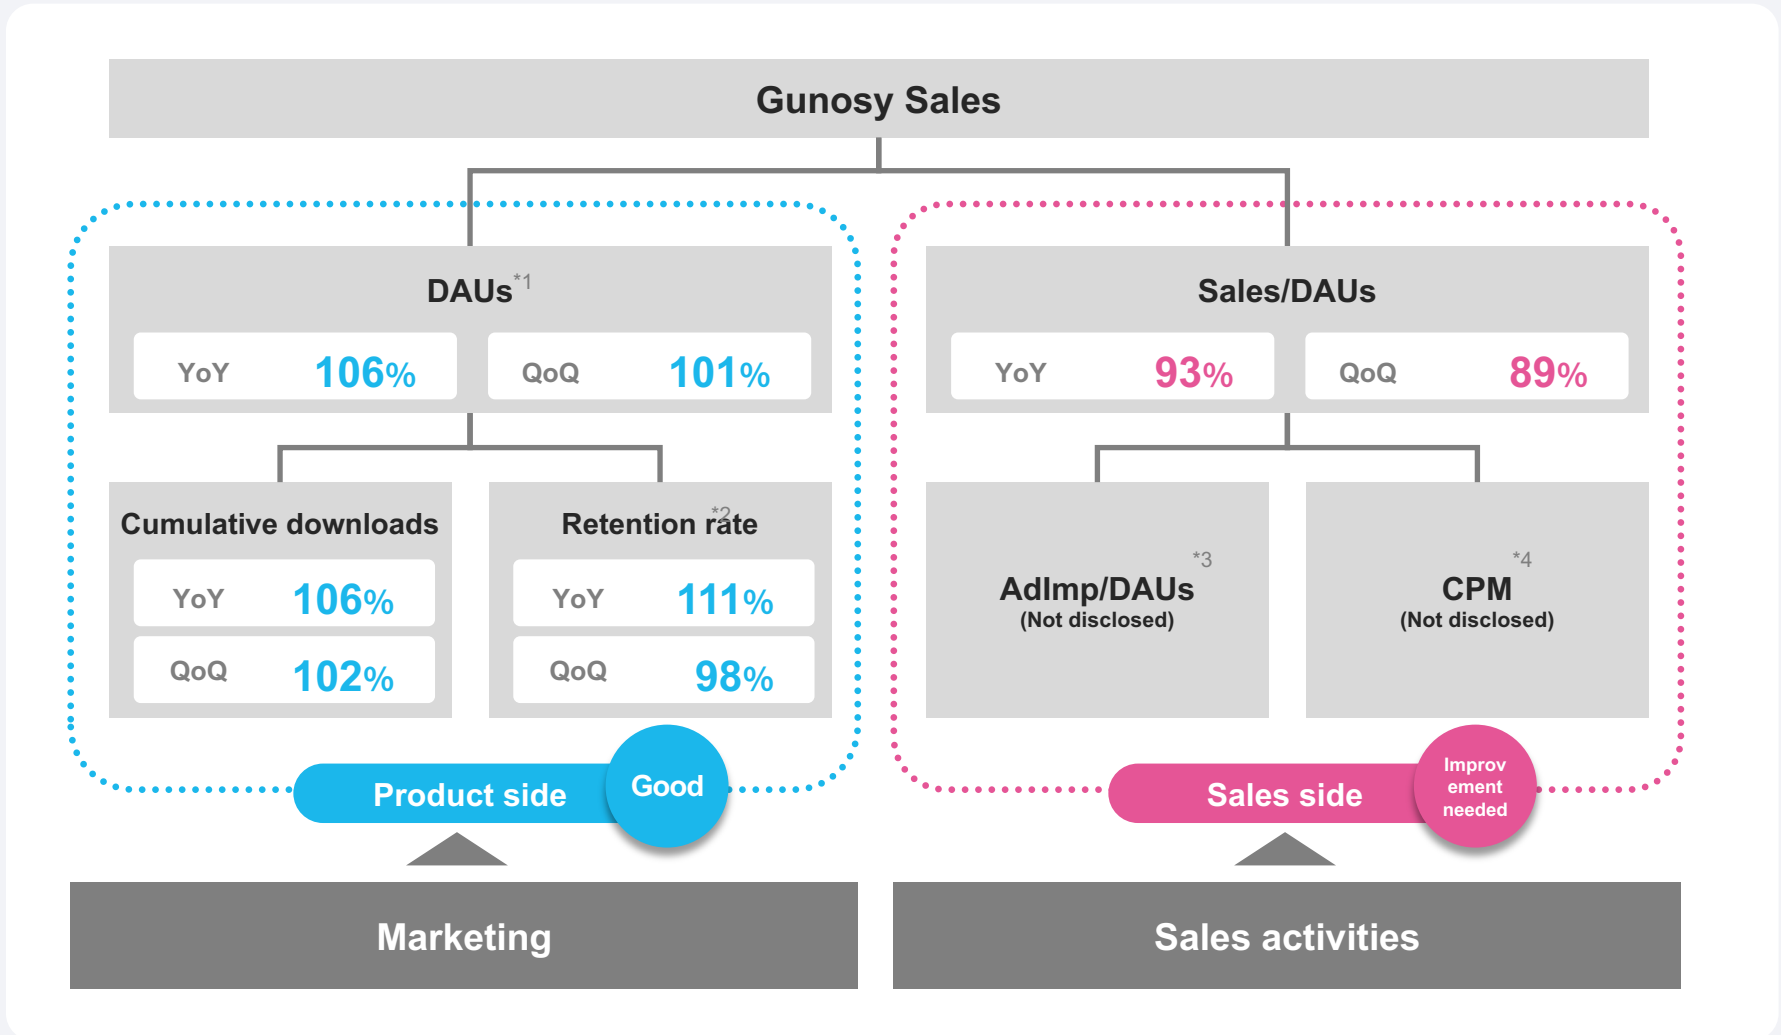 Gunosy Sales
DAUs*1
YoY 106% QoQ 101%
Sales/DAUs
YoY 93% QoQ 89%
Cumulative downloads
YoY 106%
QoQ 102%
Retention rate*2
YoY 111%
QoQ 98%
AdImp/DAUs*3
(Not disclosed)
CPM*4
(Not disclosed)
Product side
Good
Sales side
Improv
ement
needed
Marketing
Sales activities